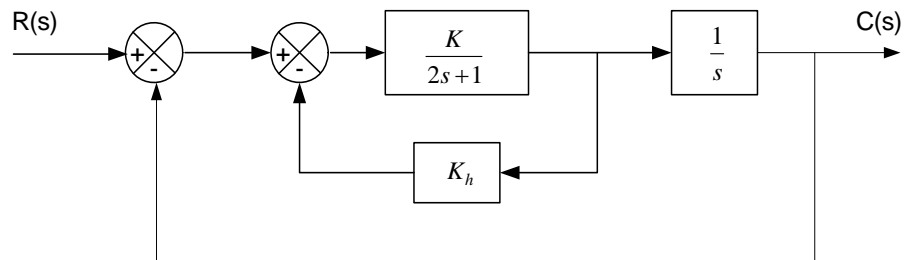 R(s)
C(s)
+
-
+
-
K
2s+1
1
s
K_h